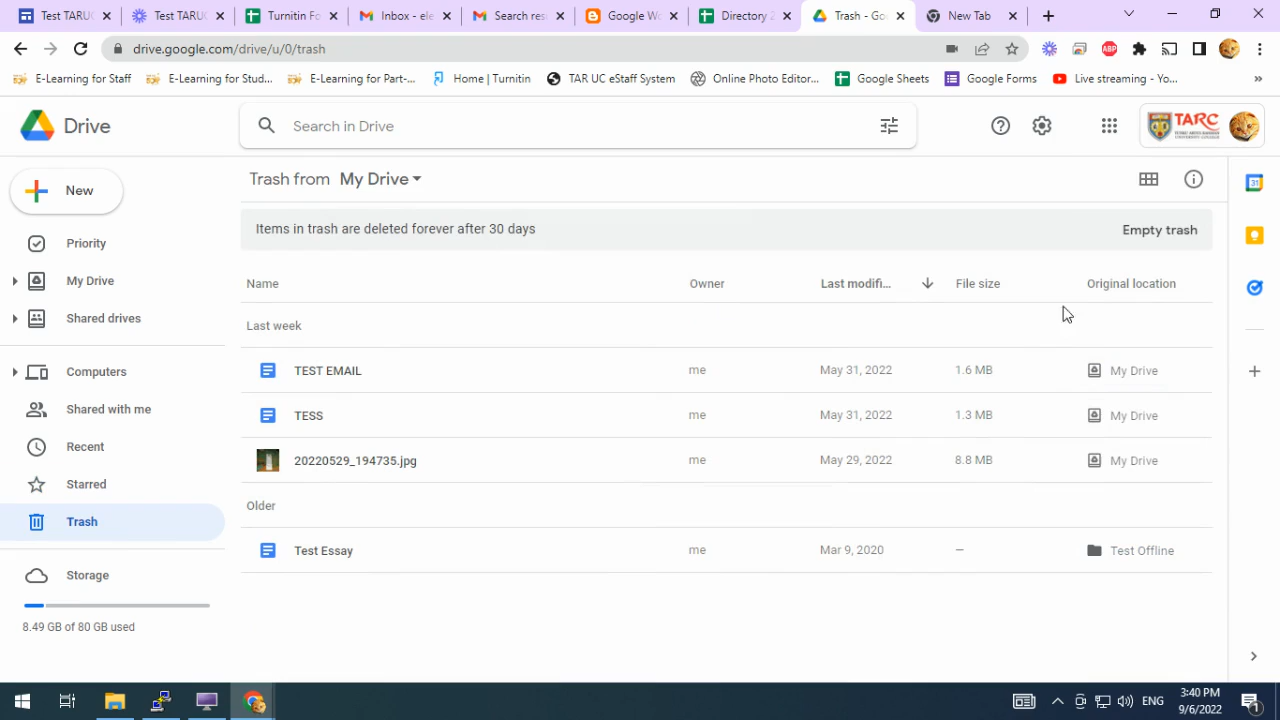 Test TARUC
Test TARUC
Turnitin Fo
Inbox - ele
Search res
Google Wo
Directory 2
Trash - Go
New Tab
drive.google.com/drive/u/0/trash
E-Learning for Staff
E-Learning for Stud...
E-Learning for Part-...
Home | Turnitin
TAR UC eStaff System
Online Photo Editor...
Google Sheets
Google Forms
Live streaming - Yo...
»
Drive
Search in Drive
TARC
New
Trash from My Drive
Items in trash are deleted forever after 30 days
Empty trash
Priority
My Drive
Shared drives
Computers
Shared with me
Recent
Starred
Trash
Storage
8.49 GB of 80 GB used
Name
Owner
Last modifi...
File size
Original location
Last week
TEST EMAIL
me
May 31, 2022
1.6 MB
My Drive
TESS
me
May 31, 2022
1.3 MB
My Drive
20220529_194735.jpg
me
May 29, 2022
8.8 MB
My Drive
Older
Test Essay
me
Mar 9, 2020
—
Test Offline
31
ENG
3:40 PM
9/6/2022
1